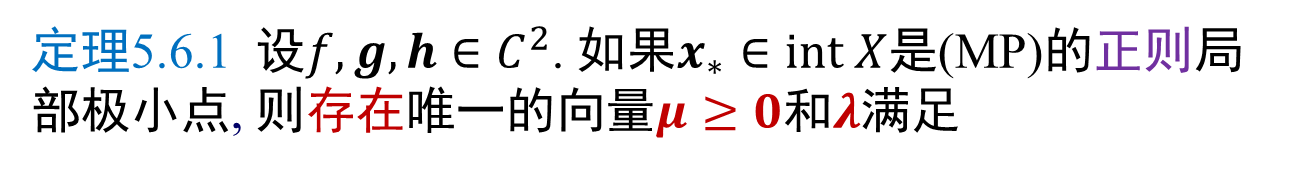 定理5.6.1 设f, g, h ∈ C². 如果x* ∈ int X是(MP)的正则局
部极小点, 则存在唯一的向量μ ≥ 0和λ满足